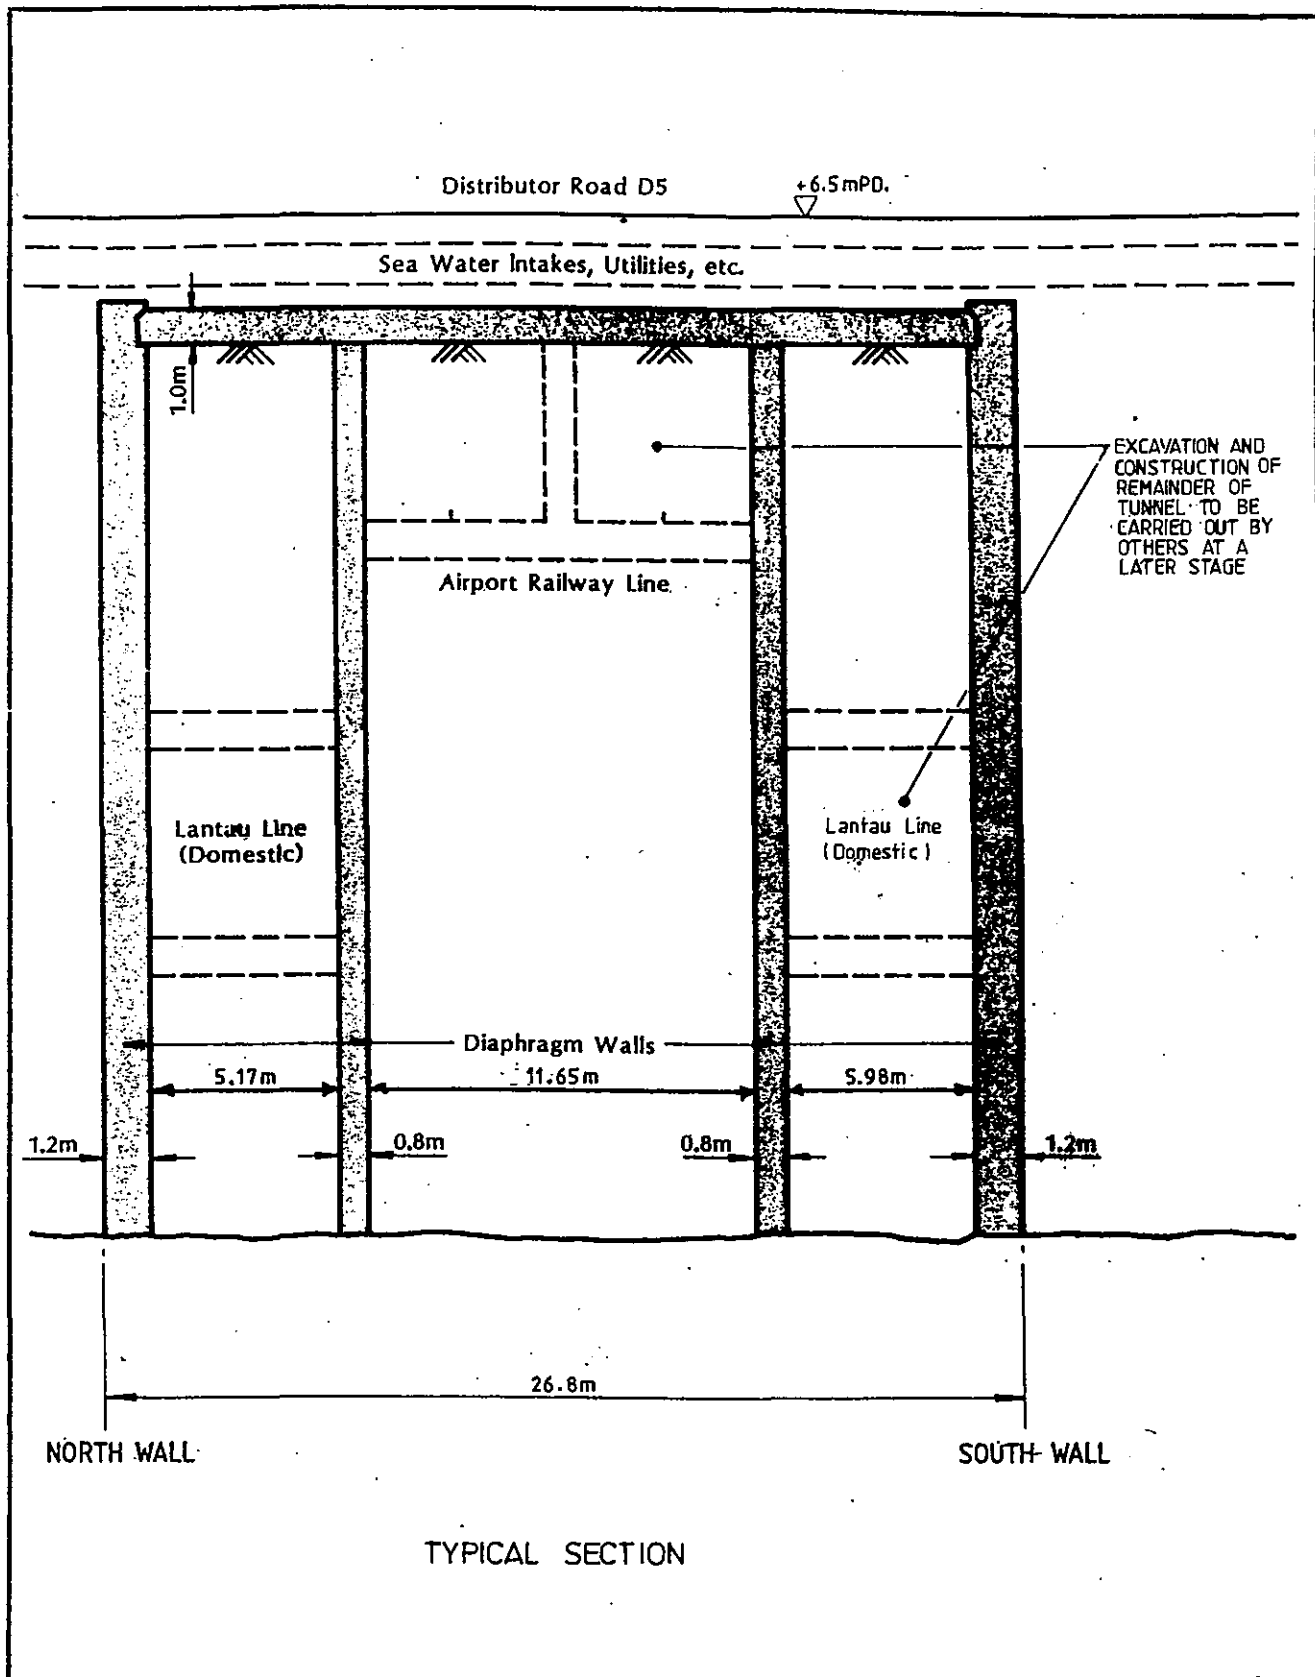 Distributor Road D5
+6.5mPD.
Sea Water Intakes, Utilities, etc.
1.0m
EXCAVATION AND
CONSTRUCTION OF
REMAINDER OF
TUNNEL TO BE
CARRIED OUT BY
OTHERS AT A
LATER STAGE
Airport Railway Line
Lantau Line
(Domestic)
Lantau Line
(Domestic)
Diaphragm Walls
5.17m
11.65m
5.98m
1.2m
0.8m
0.8m
1.2m
26.8m
NORTH WALL
SOUTH WALL
TYPICAL SECTION